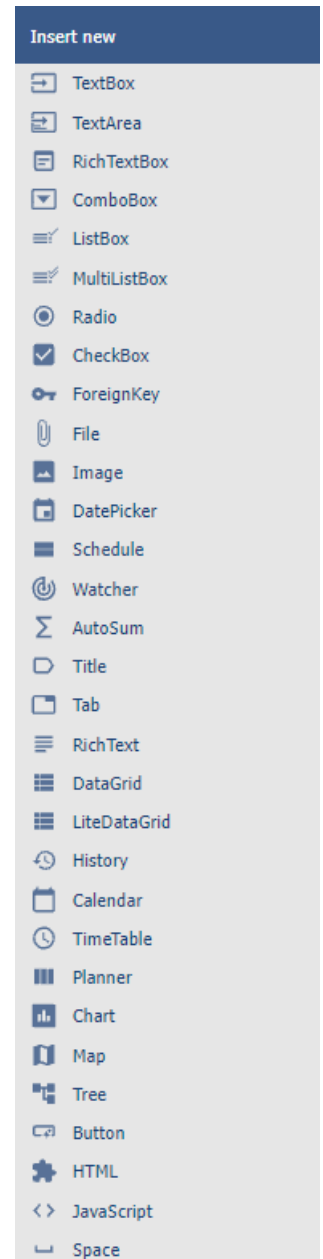 Insert new
TextBox
TextArea
RichTextBox
ComboBox
ListBox
MultiListBox
Radio
CheckBox
ForeignKey
File
Image
DatePicker
Schedule
Watcher
AutoSum
Title
Tab
RichText
DataGrid
LiteDataGrid
History
Calendar
TimeTable
Planner
Chart
Map
Tree
Button
HTML
JavaScript
Space